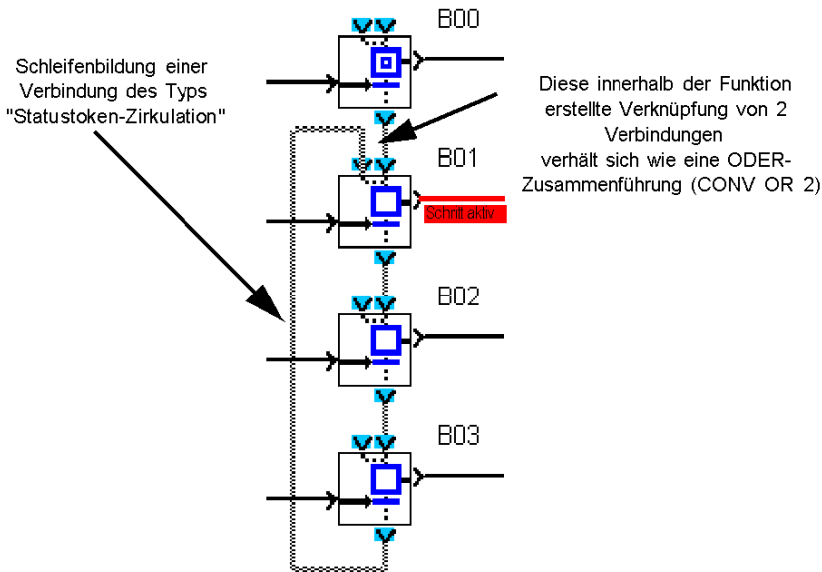 B00
Schleifenbildung einer
Verbindung des Typs
"Statustoken-Zirkulation"
Diese innerhalb der Funktion
erstellte Verknüpfung von 2
Verbindungen
verhält sich wie eine ODER-
Zusammenführung (CONV OR 2)
B01
Schritt aktiv
B02
B03